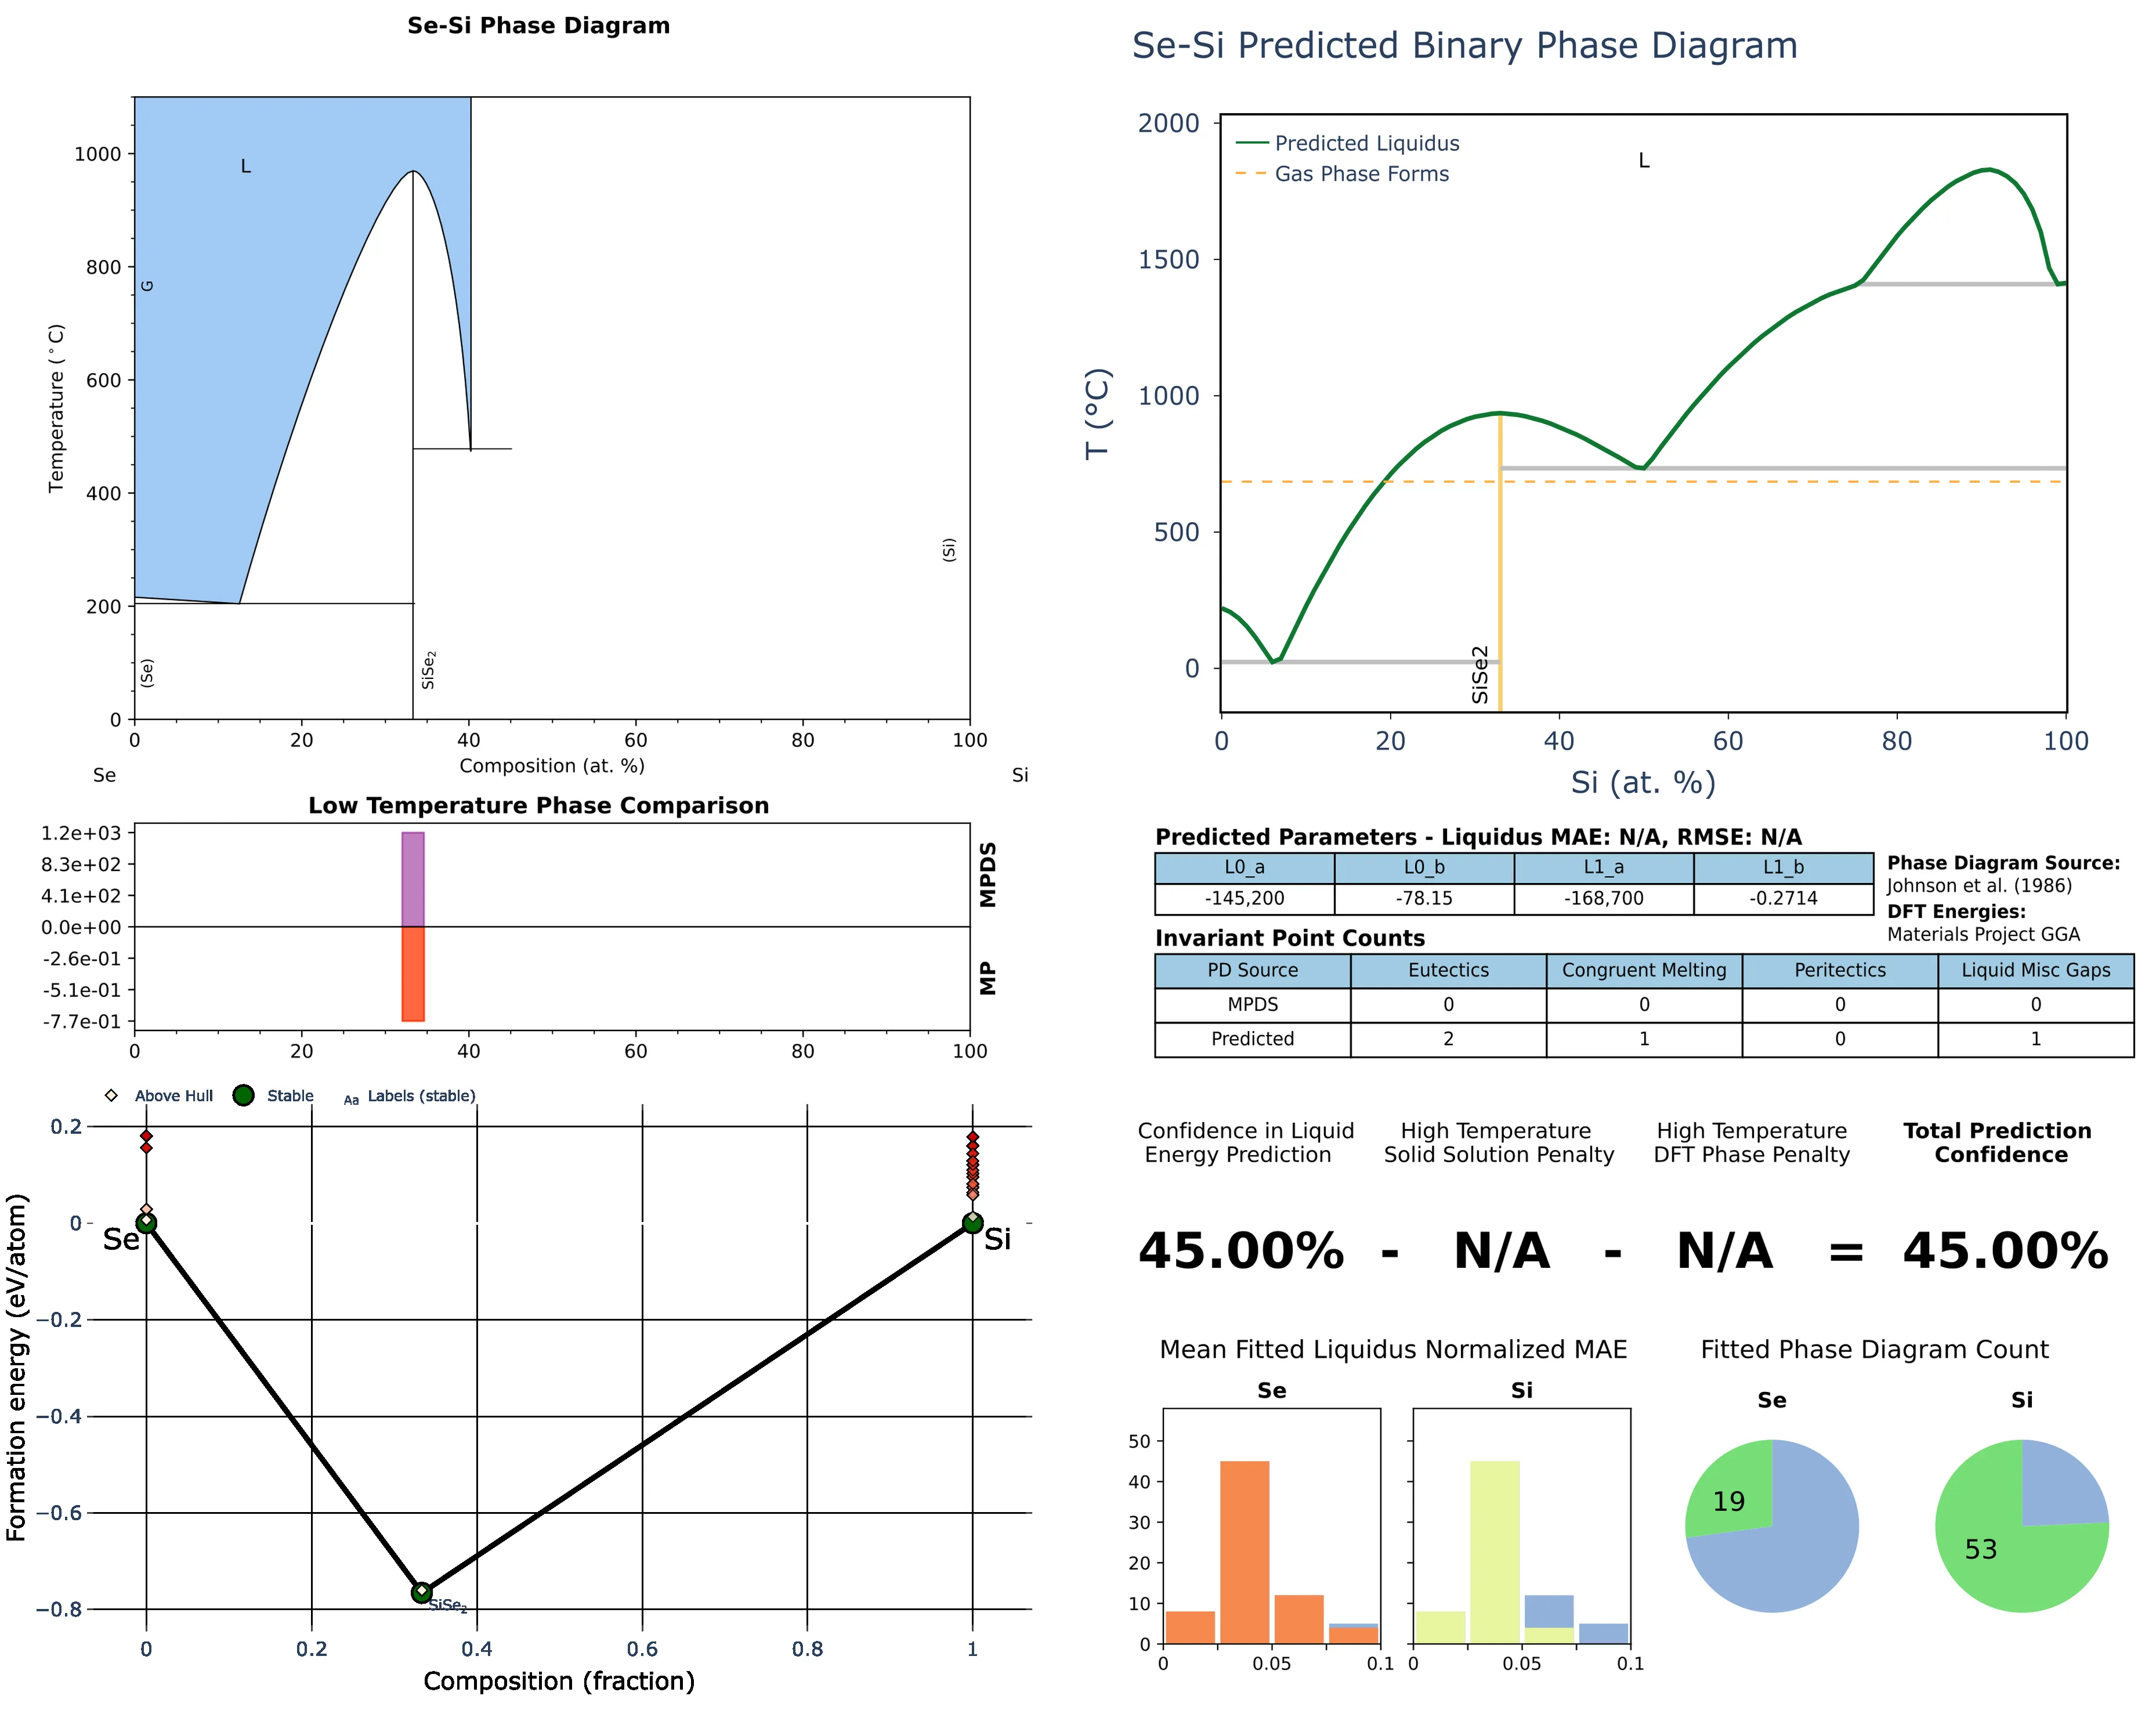 Se-Si Phase Diagram
1000
800
600
400
200
0
Temperature (°C)
L
G
(Se)
SiSe2
(Si)
0 20 40 60 80 100
Composition (at. %)
Se Si
Low Temperature Phase Comparison
1.2e+03
8.3e+02
4.1e+02
0.0e+00
-2.6e-01
-5.1e-01
-7.7e-01
MPDS
MP
0 20 40 60 80 100
Above Hull Stable Aa Labels (stable)
0.2
0
−0.2
−0.4
−0.6
−0.8
Formation energy (eV/atom)
Se
Si
SiSe2
0 0.2 0.4 0.6 0.8 1
Composition (fraction)
Se-Si Predicted Binary Phase Diagram
2000
1500
1000
500
0
T (°C)
Predicted Liquidus
Gas Phase Forms
L
SiSe2
0 20 40 60 80 100
Si (at. %)
Predicted Parameters - Liquidus MAE: N/A, RMSE: N/A
L0_a L0_b L1_a L1_b
-145,200 -78.15 -168,700 -0.2714
Phase Diagram Source:
Johnson et al. (1986)
DFT Energies:
Materials Project GGA
Invariant Point Counts
PD Source Eutectics Congruent Melting Peritectics Liquid Misc Gaps
MPDS 0 0 0 0
Predicted 2 1 0 1
Confidence in Liquid Energy Prediction
High Temperature Solid Solution Penalty
High Temperature DFT Phase Penalty
Total Prediction Confidence
45.00% - N/A - N/A = 45.00%
Mean Fitted Liquidus Normalized MAE
Se Si
50
40
30
20
10
0
0 0.05 0.1 0 0.05 0.1
Fitted Phase Diagram Count
Se Si
19
53